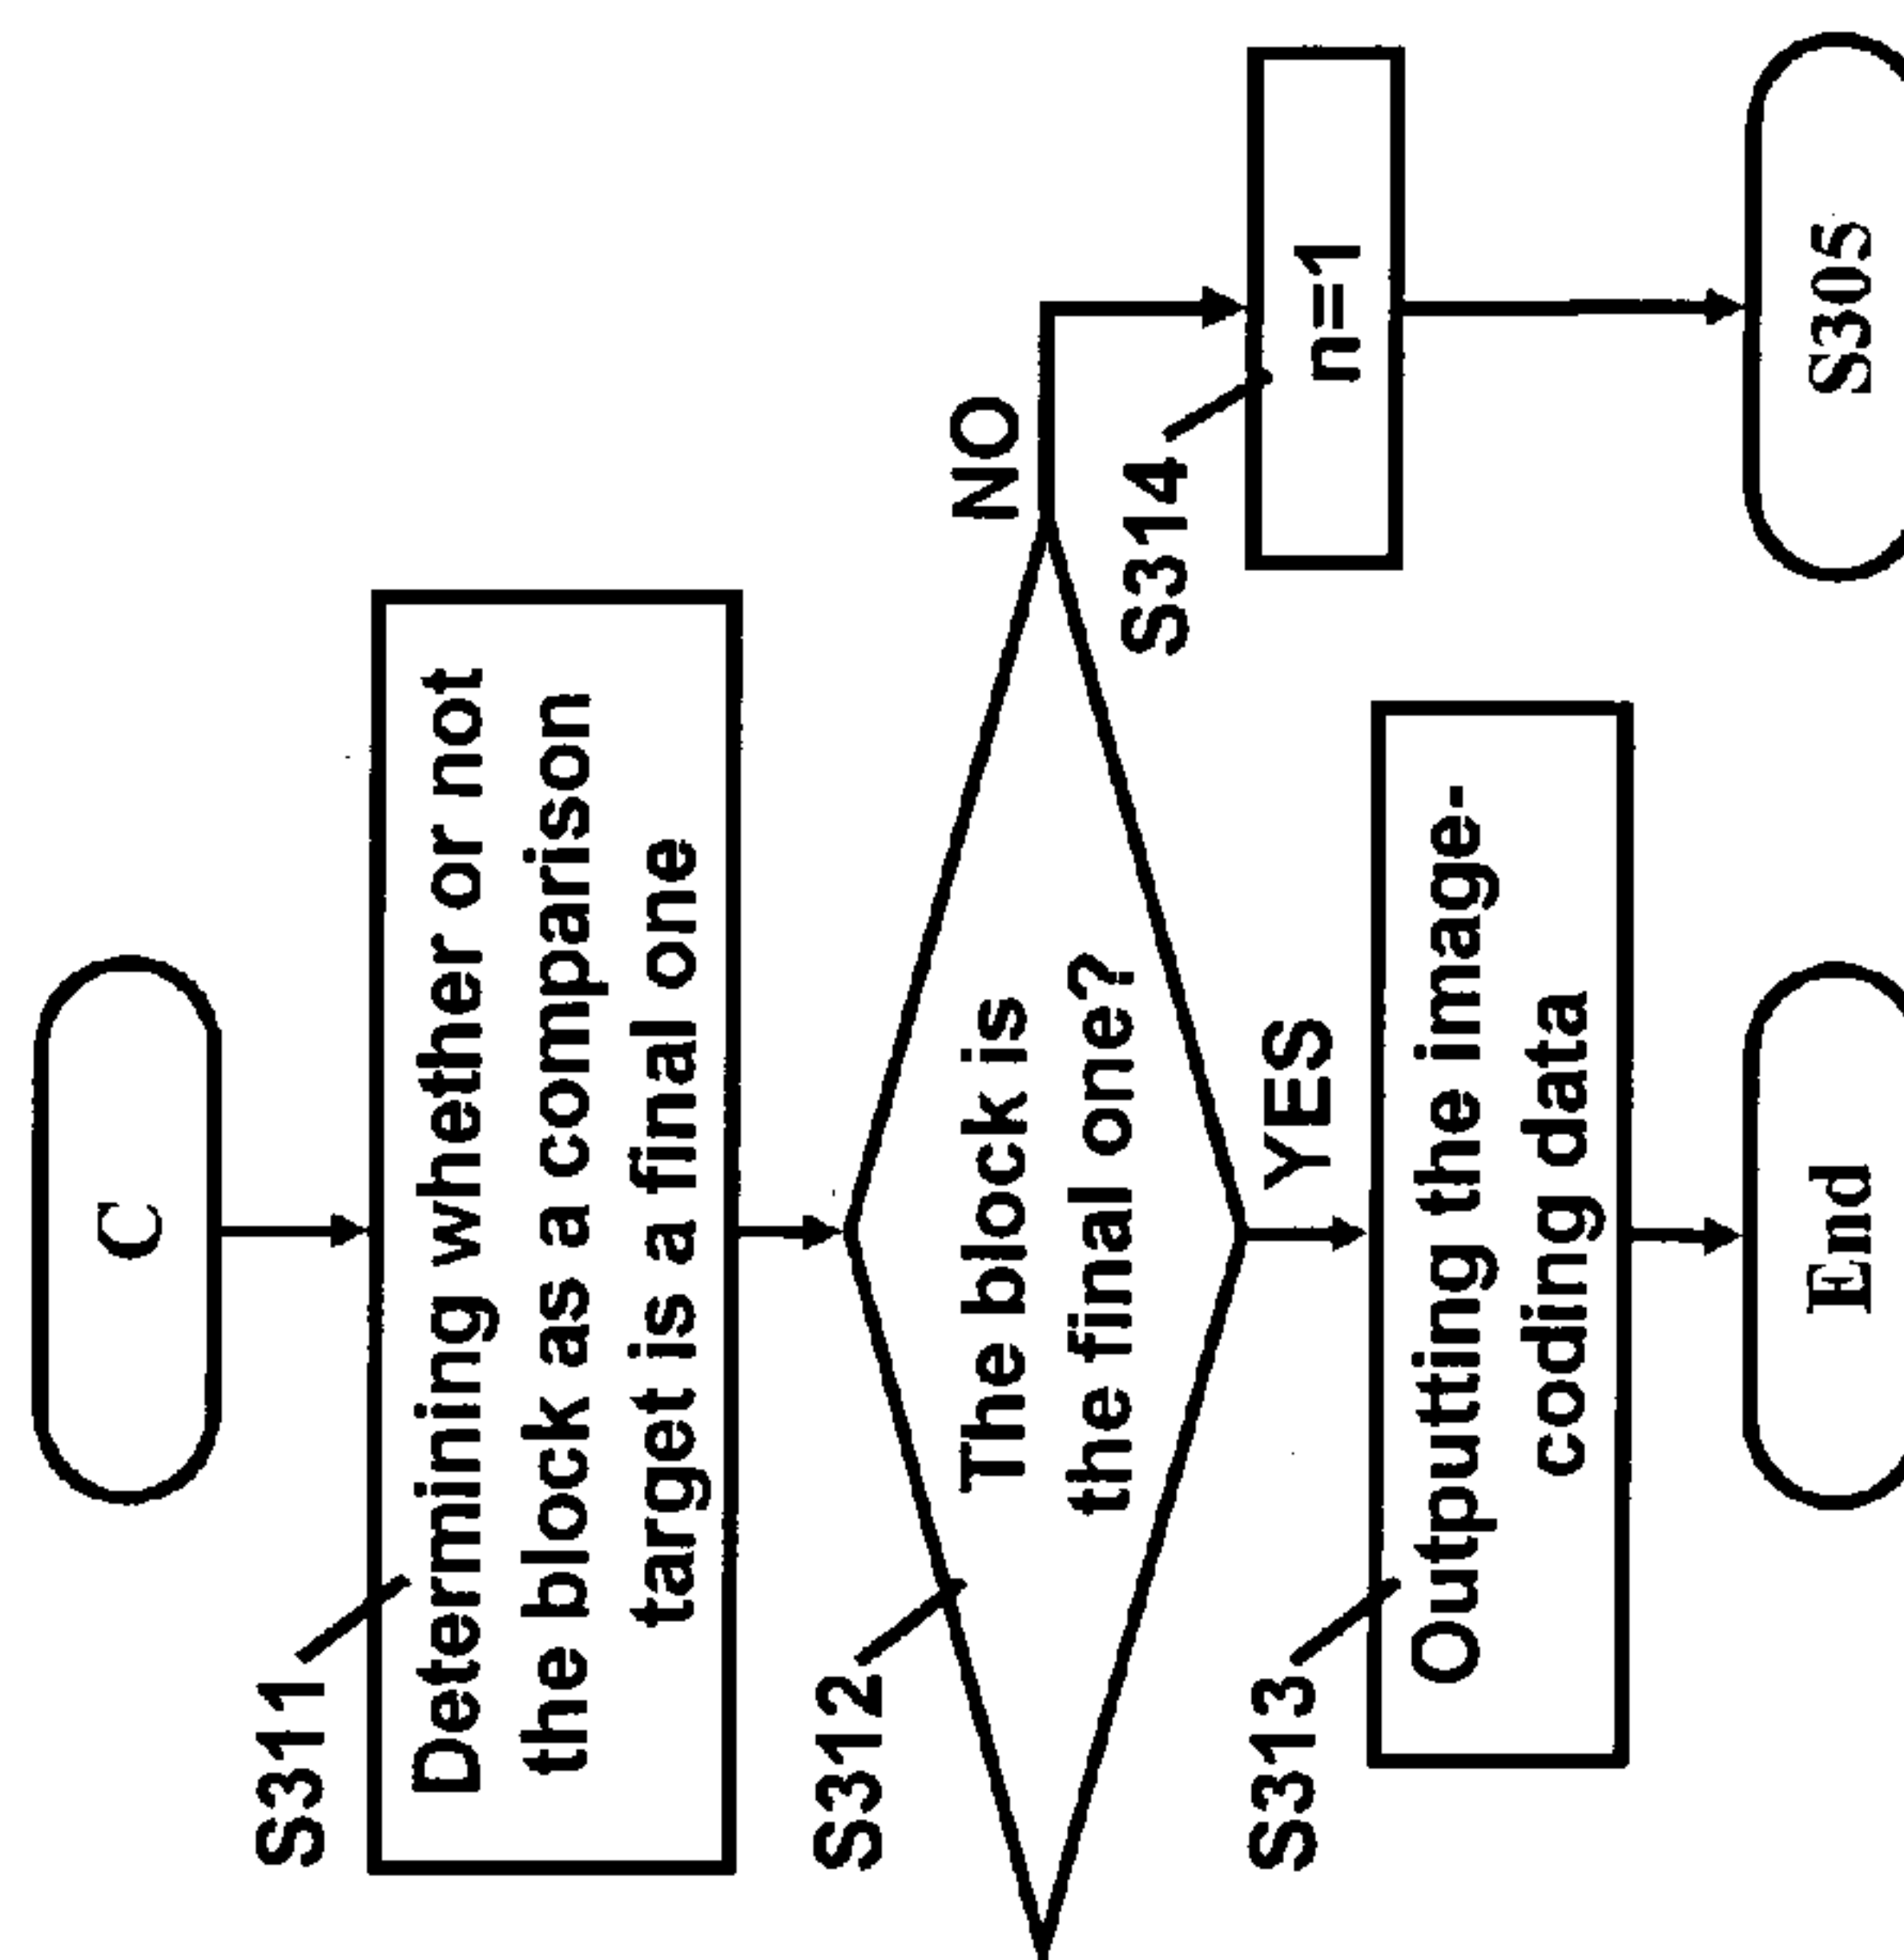 C
S311
Determining whether or not
the block as a comparison
target is a final one
S312
The block is
the final one?
NO
YES
S314
n=1
S313
Outputting the image-
coding data
End
S305